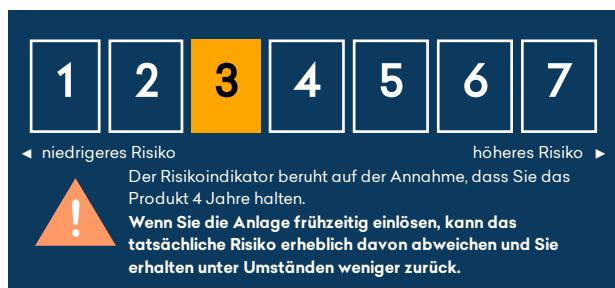 1 2 3 4 5 6 7
◄ niedrigeres Risiko höheres Risiko ►
Der Risikoindikator beruht auf der Annahme, dass Sie das
Produkt 4 Jahre halten.
Wenn Sie die Anlage frühzeitig einlösen, kann das
tatsächliche Risiko erheblich davon abweichen und Sie
erhalten unter Umständen weniger zurück.
!